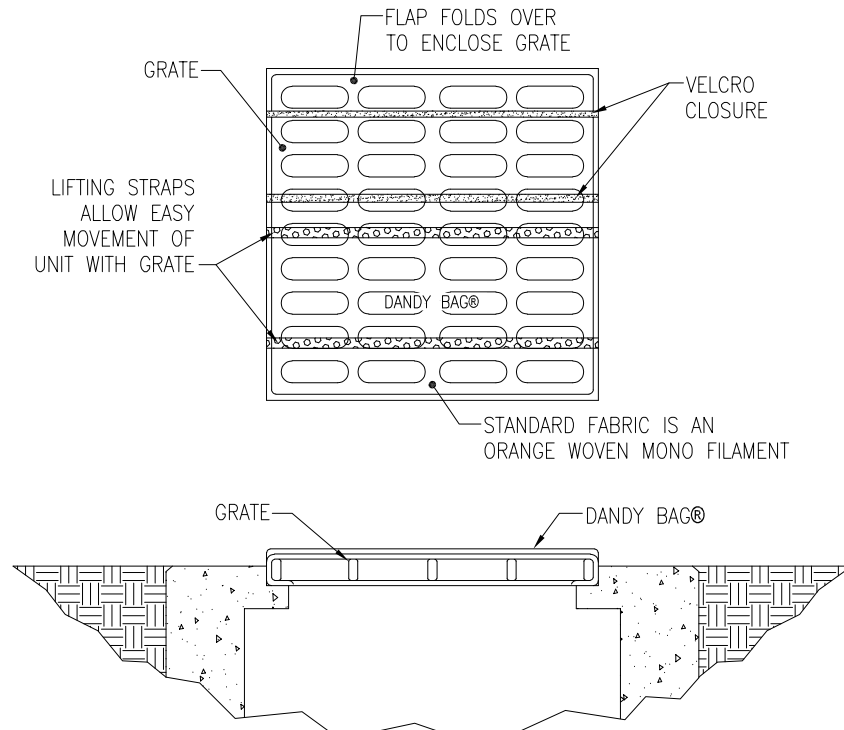 FLAP FOLDS OVER
TO ENCLOSE GRATE
GRATE
VELCRO
CLOSURE
LIFTING STRAPS
ALLOW EASY
MOVEMENT OF
UNIT WITH GRATE
DANDY BAG®
STANDARD FABRIC IS AN
ORANGE WOVEN MONO FILAMENT
GRATE
DANDY BAG®